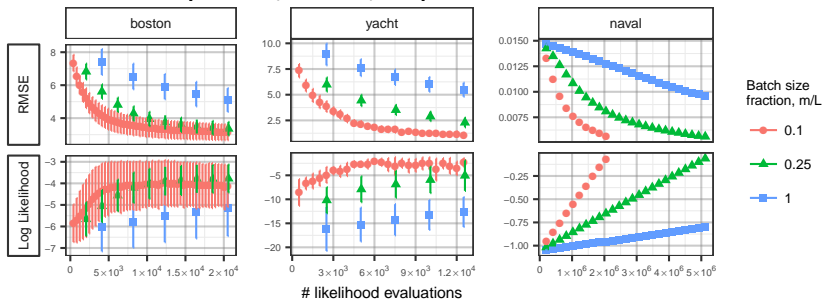 boston
yacht
naval
RMSE
8
6
4
10.0
7.5
5.0
2.5
0.0150
0.0125
0.0100
0.0075
Batch size
fraction, m/L
0.1
0.25
1
Log Likelihood
-3
-4
-5
-6
-7
-5
-10
-15
-20
0.00
-0.25
-0.50
-0.75
-1.00
0 5×10³ 1×10⁴ 1.5×10⁴ 2×10⁴
0 3×10³ 6×10³ 9×10³ 1.2×10⁴
0 1×10⁶ 2×10⁶ 3×10⁶ 4×10⁶ 5×10⁶
# likelihood evaluations